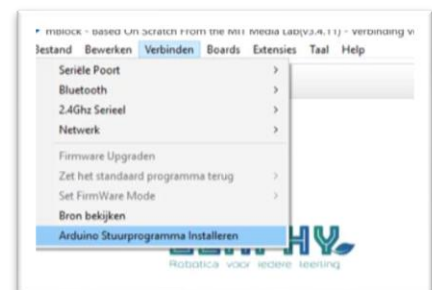 mBlock - Based On Scratch From the MIT Media Lab(v3.4.11) - Verbinding
Bestand Bewerken Verbinden Boards Extensies Taal Help
Seriële Poort
Bluetooth
2.4Ghz Serieel
Netwerk
Firmware Upgraden
Zet het standaard programma terug
Set FirmWare Mode
Bron bekijken
Arduino Stuurprogramma Installeren
Robotica voor iedere leerling